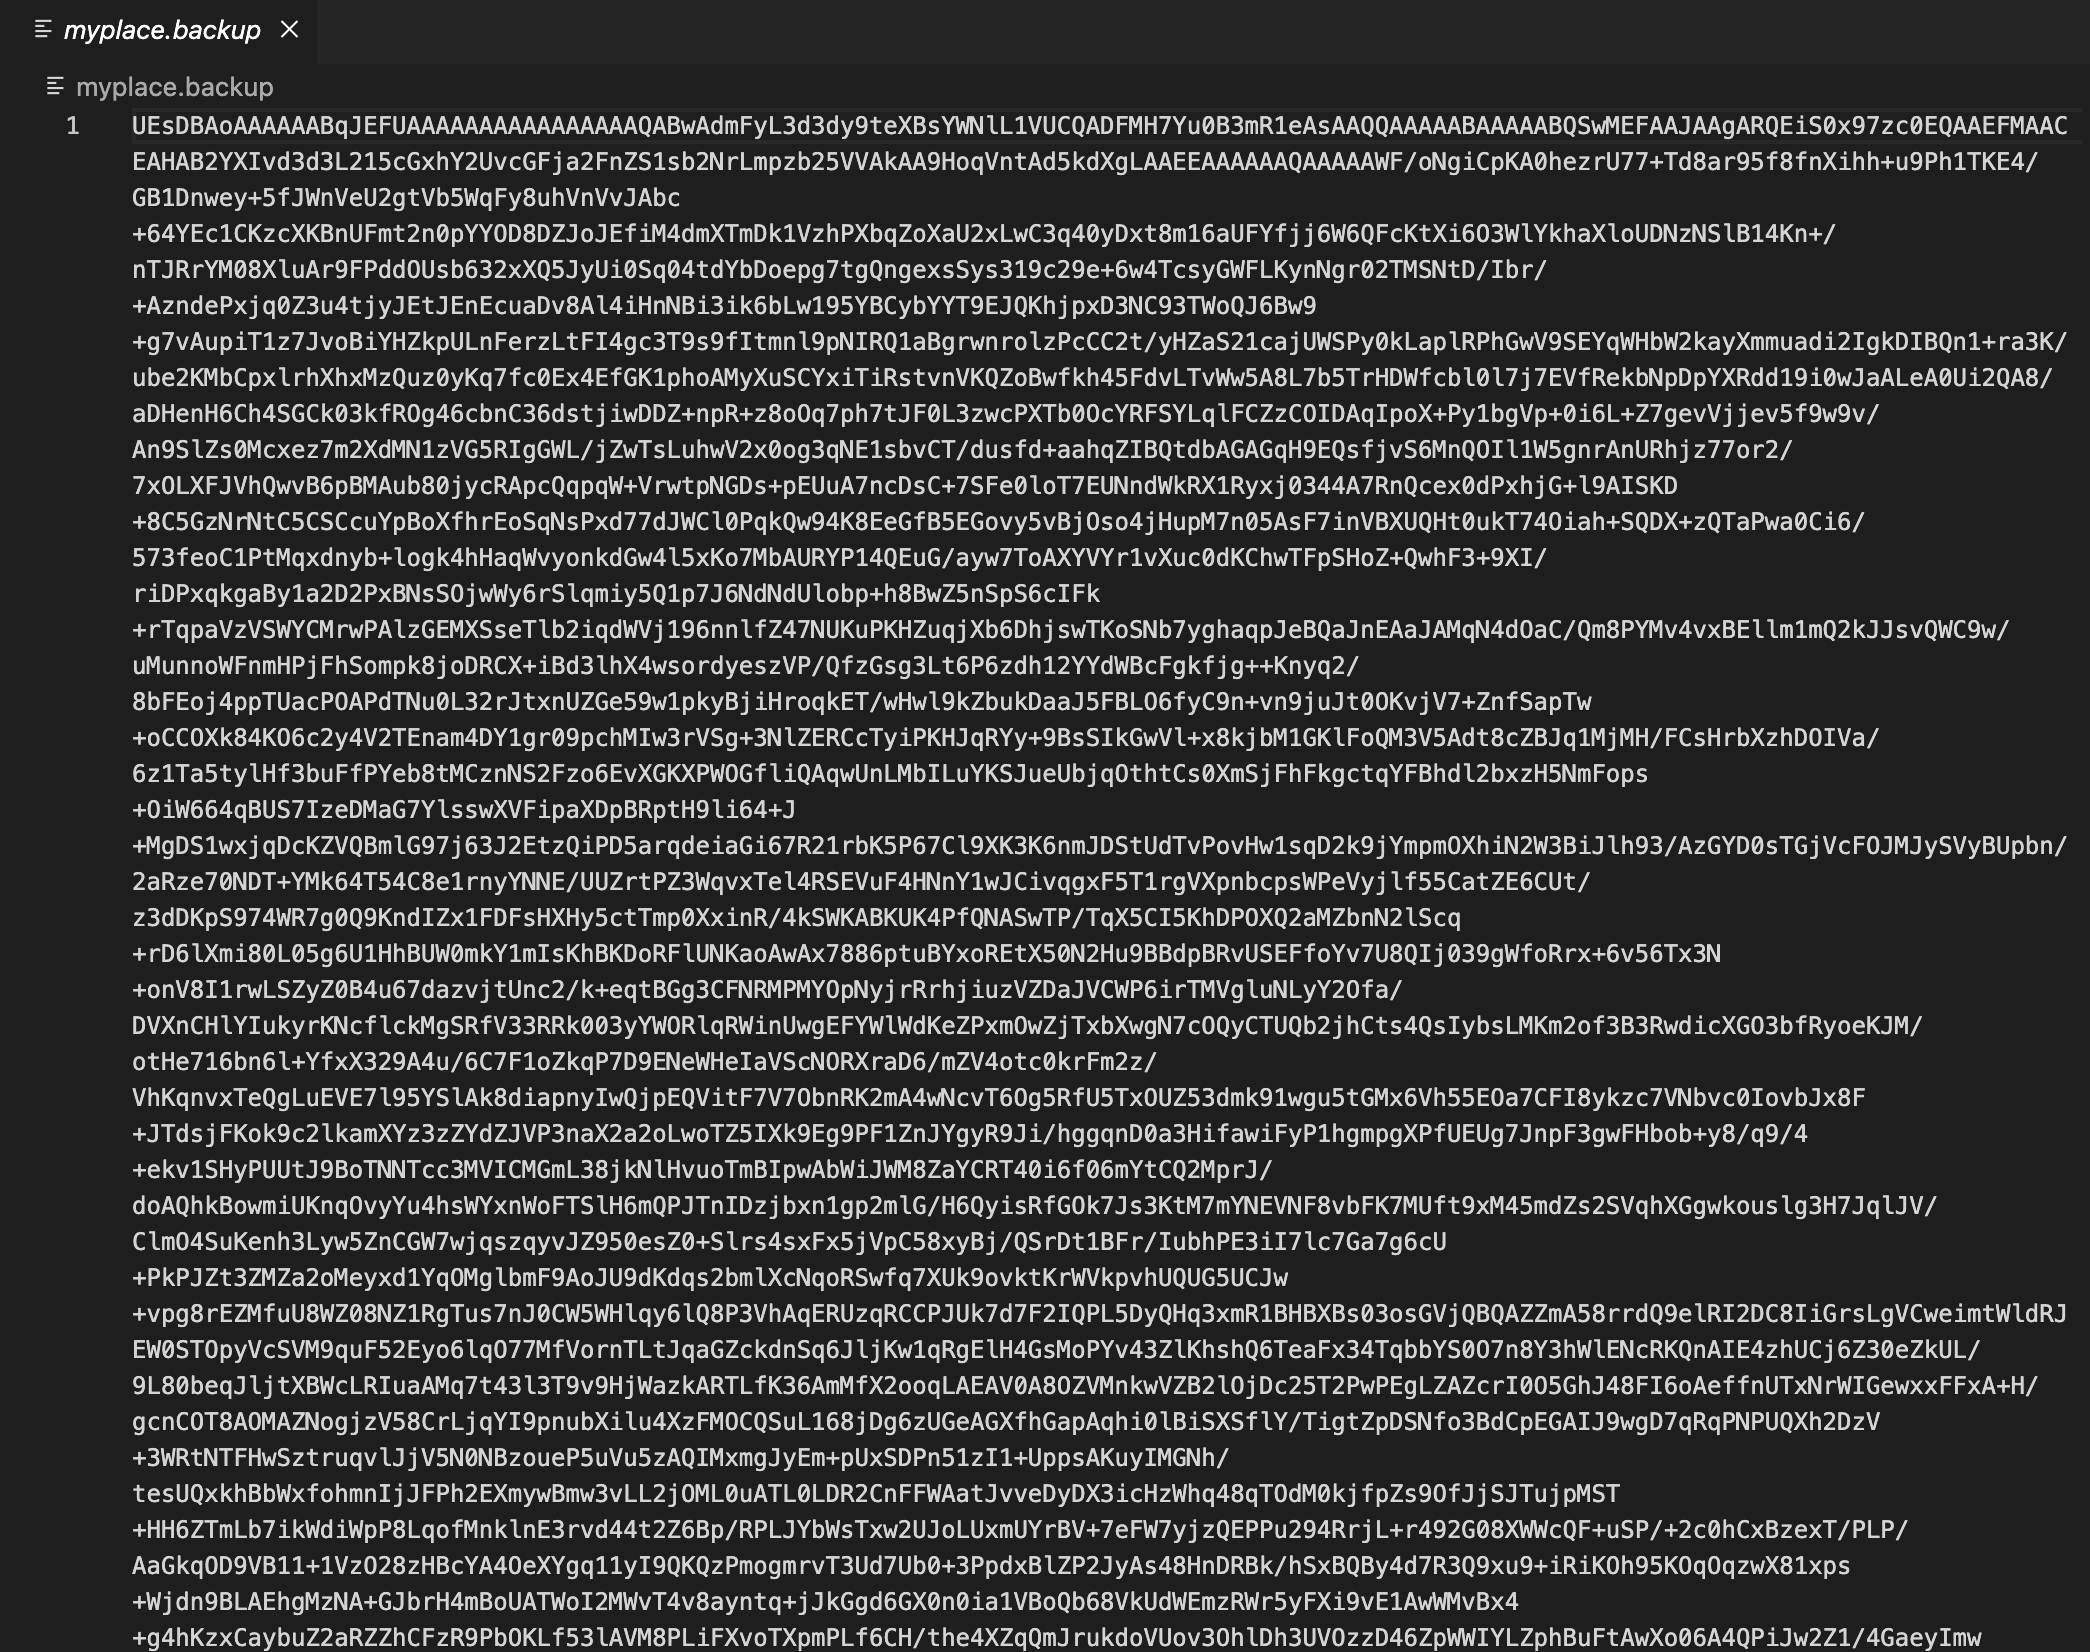 myplace.backup
myplace.backup
1 UEsDBAoAAAAAABqJEFUAAAAAAAAAAAAAAAAQABwAdmFyL3d3dy9teXBsYWNlL1VUCQADFMH7Yu0B3mR1eAsAAQQAAAAABAAAAABQSwMEFAAJAAgARQEiS0x97zc0EQAAEFMAAC
EAHAB2YXIvd3d3L215cGxhY2UvcGFja2FnZS1sb2NrLmpzb25VVAkAA9HoqVntAd5kdXgLAAEEAAAAAAQAAAAAWF/oNgiCpKA0hezrU77+Td8ar95f8fnXihh+u9Ph1TKE4/
GB1Dnwey+5fJWnVeU2gtVb5WqFy8uhVnVvJAbc
+64YEc1CKzcXKBnUFmt2n0pYYOD8DZJoJEfiM4dmXTmDk1VzhPXbqZoXaU2xLwC3q40yDxt8m16aUFYfjj6W6QFcKtXi6O3WlYkhaXloUDNzNSlB14Kn+/
nTJRrYM08XluAr9FPddOUsb632xXQ5JyUi0Sq04tdYbDoepg7tgQngexsSys319c29e+6w4TcsyGWFLKynNgr02TMSNtD/Ibr/
+AzndePxjq0Z3u4tjyJEtJEnEcuaDv8Al4iHnNBi3ik6bLw195YBCybYYT9EJQKhjpxD3NC93TWoQJ6Bw9
+g7vAupiT1z7JvoBiYHZkpULnFerzLtFI4gc3T9s9fItmnl9pNIRQ1aBgrwnrolzPcCC2t/yHZaS21cajUWSPy0kLaplRPhGwV9SEYqWHbW2kayXmmuadi2IgkDIBQn1+ra3K/
ube2KMbCpxlrhXhxMzQuz0yKq7fc0Ex4EfGK1phoAMyXuSCYxiTiRstvnVKQZoBwfkh45FdvLTvWw5A8L7b5TrHDWfcbl0l7j7EVfRekbNpDpYXRdd19i0wJaALeA0Ui2QA8/
aDHenH6Ch4SGCk03kfROg46cbnC36dstjiwDDZ+npR+z8oOq7ph7tJF0L3zwcPXTb0OcYRFSYLqlFCZzCOIDAqIpoX+Py1bgVp+0i6L+Z7gevVjjev5f9w9v/
An9SlZs0Mcxez7m2XdMN1zVG5RIgGWL/jZwTsLuhwV2x0og3qNE1sbvCT/dusfd+aahqZIBQtdbAGAGqH9EQsfjvS6MnQOIl1W5gnrAnURhjz77or2/
7xOLXFJVhQwvB6pBMAub80jycRApcQqpqW+VrwtpNGDs+pEUuA7ncDsC+7SFe0loT7EUNndWkRX1Ryxj0344A7RnQcex0dPxhjG+l9AISKD
+8C5GzNrNtC5CSCcuYpBoXfhrEoSqNsPxd77dJWCl0PqkQw94K8EeGfB5EGovy5vBjOso4jHupM7n05AsF7inVBXUQHt0ukT74Oiah+SQDX+zQTaPwa0Ci6/
573feoC1PtMqxdnyb+logk4hHaqWvyonkdGw4l5xKo7MbAURYP14QEuG/ayw7ToAXYVYr1vXuc0dKChwTFpSHoZ+QwhF3+9XI/
riDPxqkgaBy1a2D2PxBNsSOjwWy6rSlqmiy5Q1p7J6NdNdUlobp+h8BwZ5nSpS6cIFk
+rTqpaVzVSWYCMrwPAlzGEMXSseTlb2iqdWVj196nnlfZ47NUKuPKHZuqjXb6DhjswTKoSNb7yghaqpJeBQaJnEAaJAMqN4dOaC/Qm8PYMv4vxBEllm1mQ2kJJsvQWC9w/
uMunnoWFnmHPjFhSompk8joDRCX+iBd3lhX4wsordyeszVP/QfzGsg3Lt6P6zdh12YYdWBcFgkfjg++Knyq2/
8bFEoj4ppTUacPOAPdTNu0L32rJtxnUZGe59w1pkyBjiHroqkET/wHwl9kZbukDaaJ5FBLO6fyC9n+vn9juJt0OKvjV7+ZnfSapTw
+oCCOXk84KO6c2y4V2TEnam4DY1gr09pchMIw3rVSg+3NlZERCcTyiPKHJqRYy+9BsSIkGwVl+x8kjbM1GKlFoQM3V5Adt8cZBJq1MjMH/FCsHrbXzhDOIVa/
6z1Ta5tylHf3buFfPYeb8tMCznNS2Fzo6EvXGKXPWOGfliQAqwUnLMbILuYKSJueUbjqOthtCs0XmSjFhFkgctqYFBhdl2bxzH5NmFops
+OiW664qBUS7IzeDMaG7YlsswXVFipaXDpBRptH9li64+J
+MgDS1wxjqDcKZVQBmlG97j63J2EtzQiPD5arqdeiaGi67R21rbK5P67Cl9XK3K6nmJDStUdTvPovHw1sqD2k9jYmpmOXhiN2W3BiJlh93/AzGYD0sTGjVcFOJMJySVyBUpbn/
2aRze70NDT+YMk64T54C8e1rnyYNNE/UUZrtPZ3WqvxTel4RSEVuF4HNnY1wJCivqgxF5T1rgVXpnbcpsWPeVyjlf55CatZE6CUt/
z3dDKpS974WR7g0Q9KndIZx1FDFsHXHy5ctTmp0XxinR/4kSWKABKUK4PfQNASwTP/TqX5CI5KhDPOXQ2aMZbnN2lScq
+rD6lXmi80L05g6U1HhBUW0mkY1mIsKhBKDoRFlUNKaoAwAx7886ptuBYxoREtX50N2Hu9BBdpBRvUSEFfoYv7U8QIj039gWfoRrx+6v56Tx3N
+onV8I1rwLSZyZ0B4u67dazvjtUnc2/k+eqtBGg3CFNRMPMYOpNyjrRrhjiuzVZDaJVCWP6irTMVgluNLyY2Ofa/
DVXnCHlYIukyrKNcflckMgSRfV33RRk003yYWORlqRWinUwgEFYWlWdKeZPxmOwZjTxbXwgN7cOQyCTUQb2jhCts4QsIybsLMKm2of3B3RwdicXGO3bfRyoeKJM/
otHe716bn6l+YfxX329A4u/6C7F1oZkqP7D9ENeWHeIaVScNORXraD6/mZV4otc0krFm2z/
VhKqnvxTeQgLuEVE7l95YSlAk8diapnyIwQjpEQVitF7V7ObnRK2mA4wNcvT6Og5RfU5TxOUZ53dmk91wgu5tGMx6Vh55EOa7CFI8ykzc7VNbvc0IovbJx8F
+JTdsjFKok9c2lkamXYz3zZYdZJVP3naX2a2oLwoTZ5IXk9Eg9PF1ZnJYgyR9Ji/hggqnD0a3HifawiFyP1hgmpgXPfUEUg7JnpF3gwFHbob+y8/q9/4
+ekv1SHyPUUtJ9BoTNNTcc3MVICMGmL38jkNlHvuoTmBIpwAbWiJWM8ZaYCRT40i6f06mYtCQ2MprJ/
doAQhkBowmiUKnqOvyYu4hsWYxnWoFTSlH6mQPJTnIDzjbxn1gp2mlG/H6QyisRfGOk7Js3KtM7mYNEVNF8vbFK7MUft9xM45mdZs2SVqhXGgwkouslg3H7JqlJV/
ClmO4SuKenh3Lyw5ZnCGW7wjqszqyvJZ950esZ0+Slrs4sxFx5jVpC58xyBj/QSrDt1BFr/IubhPE3iI7lc7Ga7g6cU
+PkPJZt3ZMZa2oMeyxd1YqOMglbmF9AoJU9dKdqs2bmlXcNqoRSwfq7XUk9ovktKrWVkpvhUQUG5UCJw
+vpg8rEZMfuU8WZ08NZ1RgTus7nJ0CW5WHlqy6lQ8P3VhAqERUzqRCCPJUk7d7F2IQPL5DyQHq3xmR1BHBXBs03osGVjQBQAZZmA58rrdQ9elRI2DC8IiGrsLgVCweimtWldRJ
EW0STOpyVcSVM9quF52Eyo6lqO77MfVornTLtJqaGZckdnSq6JljKw1qRgElH4GsMoPYv43ZlKhshQ6TeaFx34TqbbYS0O7n8Y3hWlENcRKQnAIE4zhUCj6Z30eZkUL/
9L80beqJljtXBWcLRIuaAMq7t43l3T9v9HjWazkARTLfK36AmMfX2ooqLAEAV0A8OZVMnkwVZB2lOjDc25T2PwPEgLZAZcrI0O5GhJ48FI6oAeffnUTxNrWIGewxxFFxA+H/
gcnCOT8AOMAZNogjzV58CrLjqYI9pnubXilu4XzFMOCQSuL168jDg6zUGeAGXfhGapAqhi0lBiSXSflY/TigtZpDSNfo3BdCpEGAIJ9wgD7qRqPNPUQXh2DzV
+3WRtNTFHwSztruqvlJjV5N0NBzoueP5uVu5zAQIMxmgJyEm+pUxSDPn51zI1+UppsAKuyIMGNh/
tesUQxkhBbWxfohmnIjJFPh2EXmywBmw3vLL2jOML0uATL0LDR2CnFFWAatJvveDyDX3icHzWhq48qTOdM0kjfpZs9OfJjSJTujpMST
+HH6ZTmLb7ikWdiWpP8LqofMnklnE3rvd44t2Z6Bp/RPLJYbWsTxw2UJoLUxmUYrBV+7eFW7yjzQEPPu294RrjL+r492G08XWWcQF+uSP/+2c0hCxBzexT/PLP/
AaGkqOD9VB11+1VzO28zHBcYA4OeXYgq11yI9QKQzPmogmrvT3Ud7Ub0+3PpdxBlZP2JyAs48HnDRBk/hSxBQBy4d7R3Q9xu9+iRiKOh95KOqOqzwX81xps
+Wjdn9BLAEhgMzNA+GJbrH4mBoUATWoI2MWvT4v8ayntq+jJkGgd6GX0n0ia1VBoQb68VkUdWEmzRWr5yFXi9vE1AwWMvBx4
+g4hKzxCaybuZ2aRZZhCFzR9PbOKLf53lAVM8PLiFXvoTXpmPLf6CH/the4XZqQmJrukdoVUov3OhlDh3UVOzzD46ZpWWIYLZphBuFtAwXo06A4QPiJw2Z1/4GaeyImw